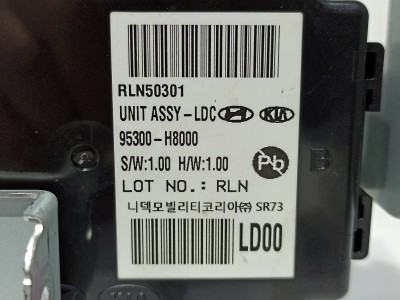 RLN50301
UNIT ASSY-LDC KIA
95300-H8000
S/W:1.00 H/W:1.00 Pb
LOT NO.: RLN
니덱모빌리티코리아㈜ SR73
LD00